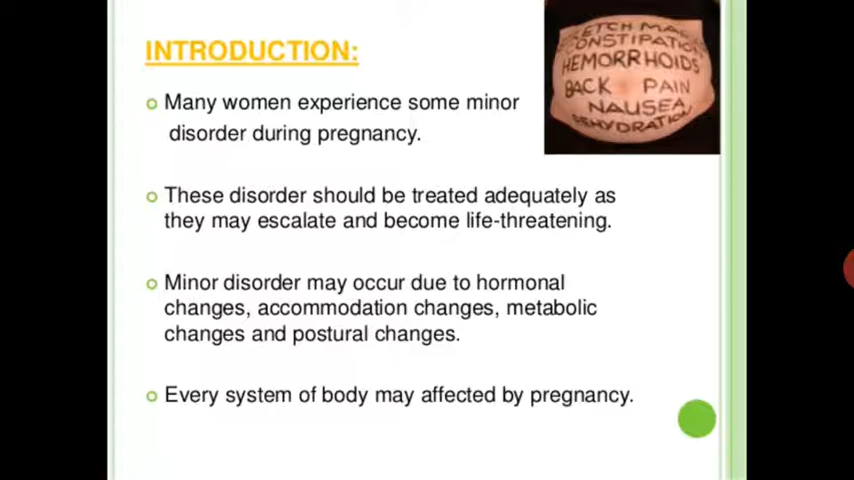 INTRODUCTION:
Many women experience some minor
disorder during pregnancy.
These disorder should be treated adequately as
they may escalate and become life-threatening.
Minor disorder may occur due to hormonal
changes, accommodation changes, metabolic
changes and postural changes.
Every system of body may affected by pregnancy.
CONSTIPATION
HEMORRHOIDS
BACK PAIN
NAUSEA
DEHYDRATION